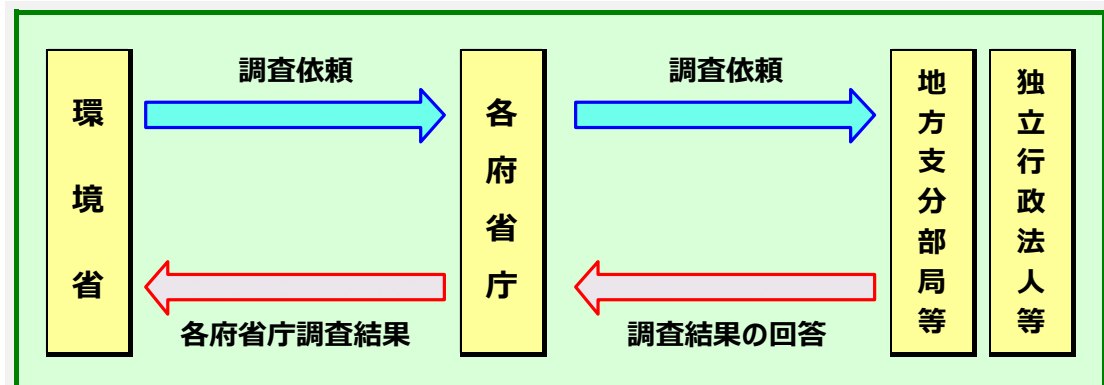 環境省
調査依頼
各府省庁調査結果
各府省庁
調査依頼
調査結果の回答
地方支分部局等
独立行政法人等